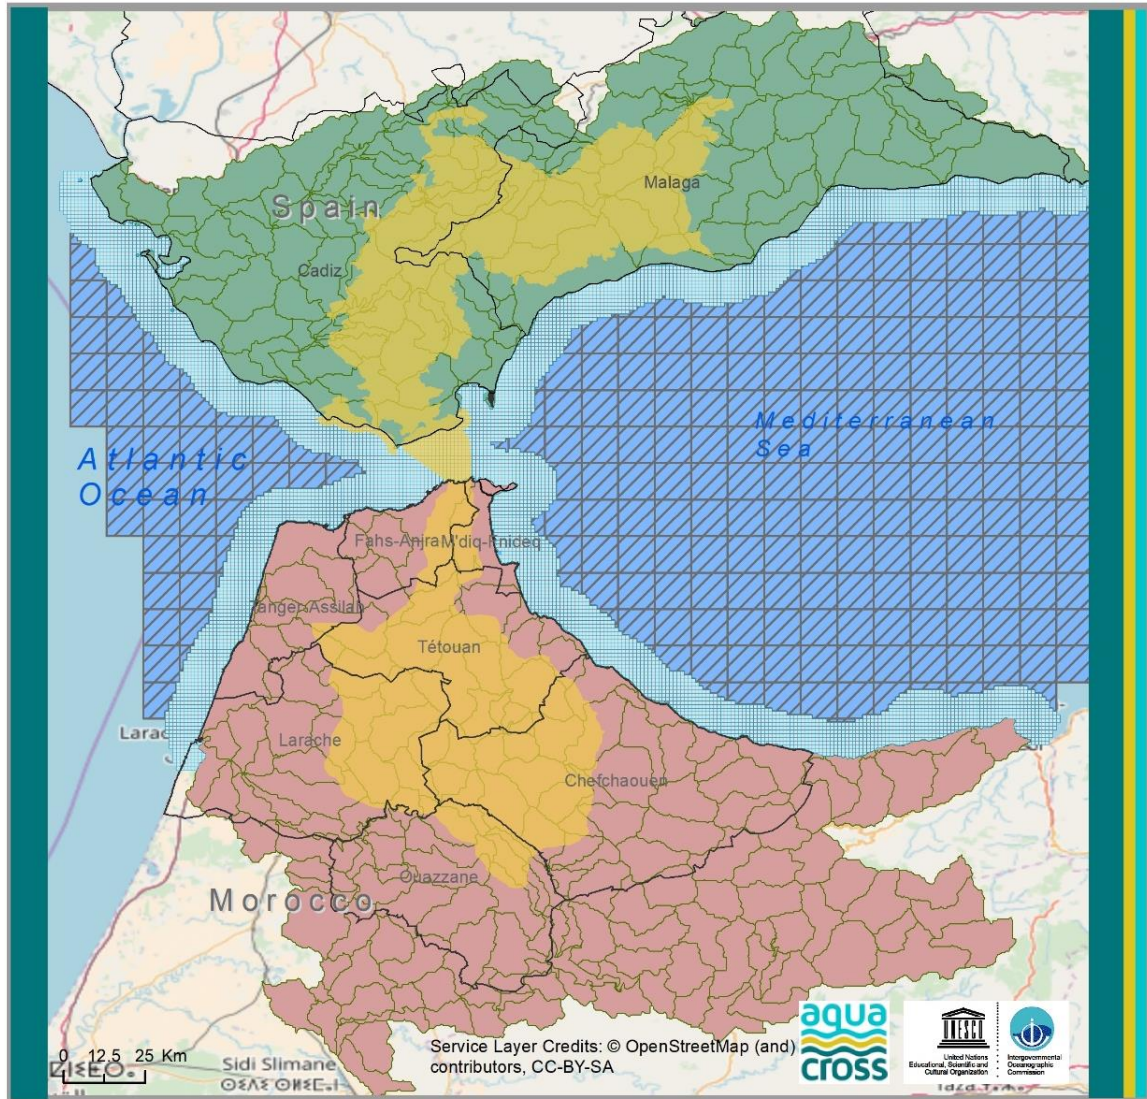 Malaga
Spain
Cadiz
Mediterranean
Sea
Atlantic
Ocean
Fahs-Anjra
M'diq-Fnideq
Tanger-Assilah
Tétouan
Larache
Chefchaouen
Ouazzane
Morocco
0 12.5 25 Km
Sidi Slimane
Service Layer Credits: © OpenStreetMap (and)
contributors, CC-BY-SA
aqua
cross
UNESCO
United Nations
Educational, Scientific and
Cultural Organization
Intergovernmental
Oceanographic
Commission